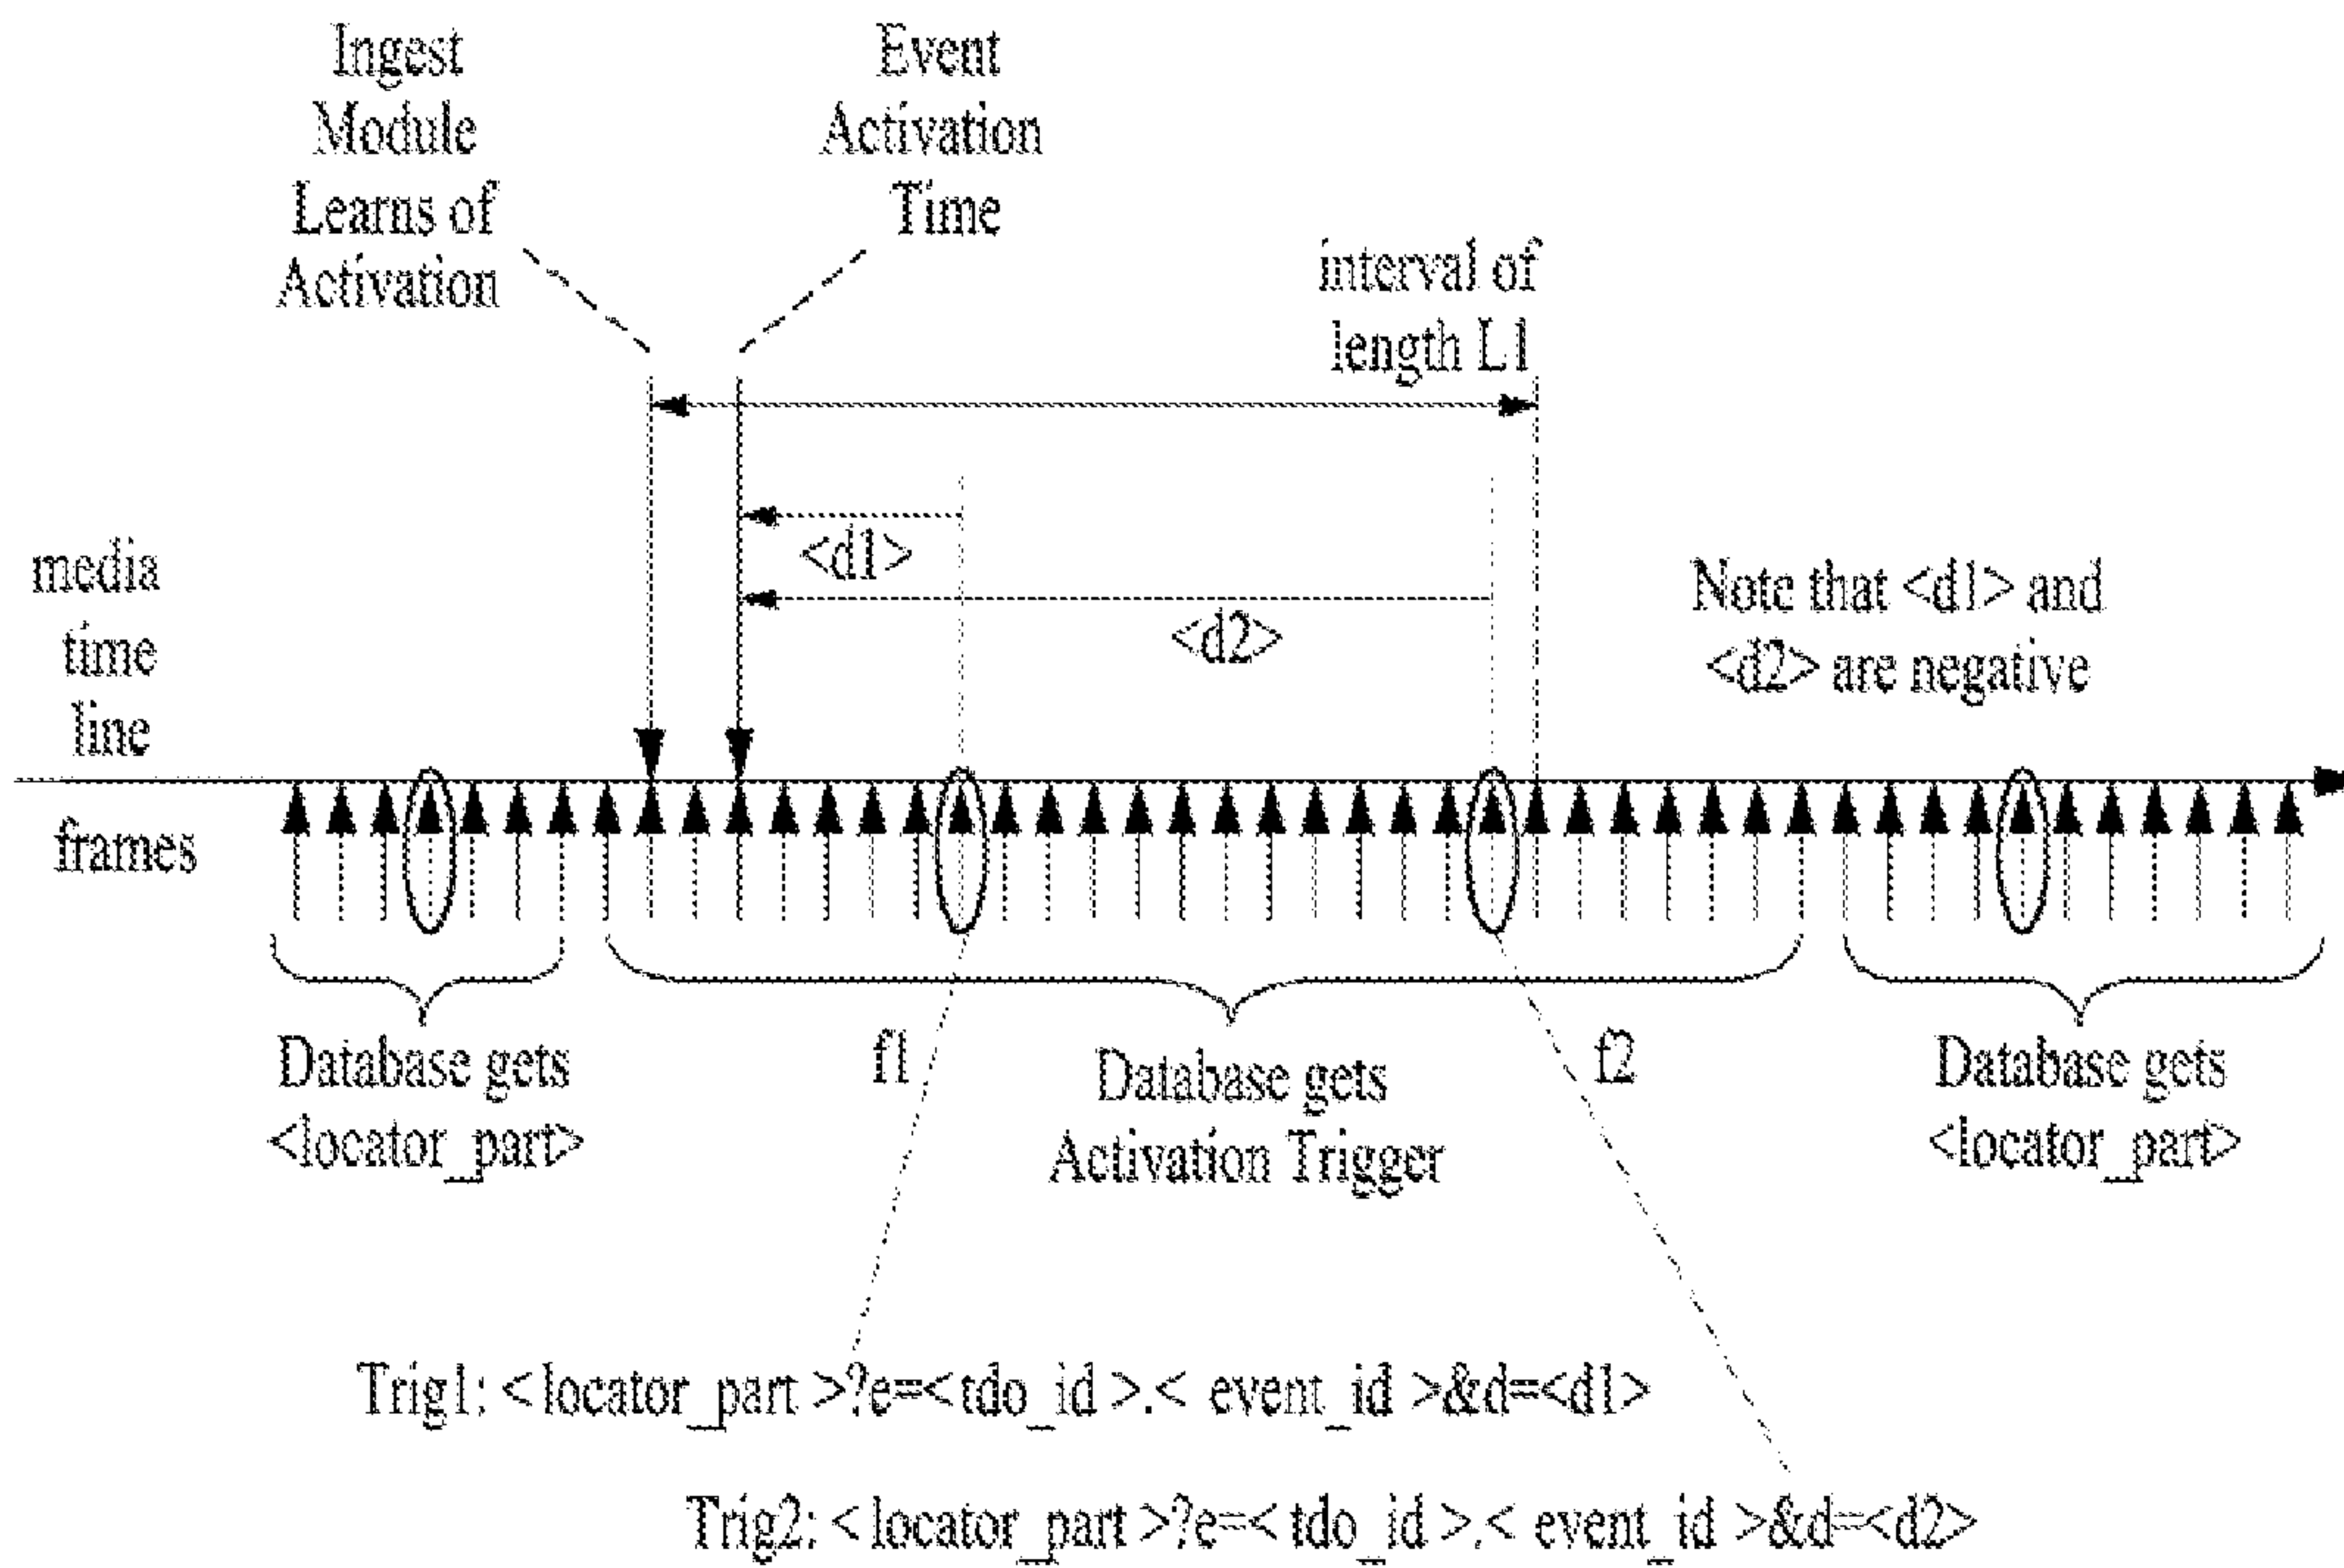 Ingest
Module
Learns of
Activation
Event
Activation
Time
interval of
length L1
<d1>
<d2>
media
time
line
Note that <d1> and
<d2> are negative
frames
Database gets
<locator_part>
f1
Database gets
Activation Trigger
f2
Database gets
<locator_part>
Trig1: < locator_part >?e=< tdo_id >.< event_id >&d=<d1>
Trig2: < locator_part >?e=< tdo_id >.< event_id >&d=<d2>